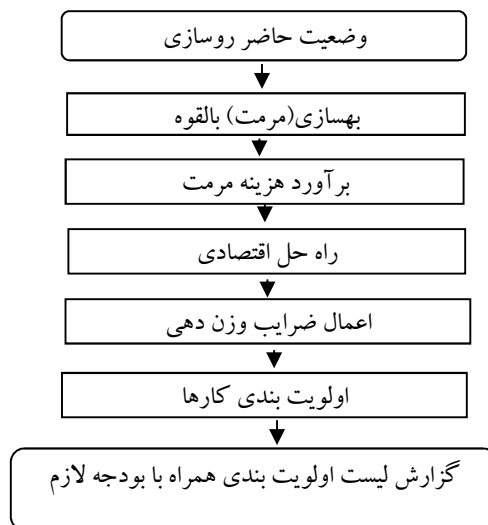 وضعیت حاضر روسازی
بهسازی(مرمت) بالقوه
برآورد هزینه مرمت
راه حل اقتصادی
اعمال ضرایب وزن دهی
اولویت بندی کارها
گزارش لیست اولویت بندی همراه با بودجه لازم